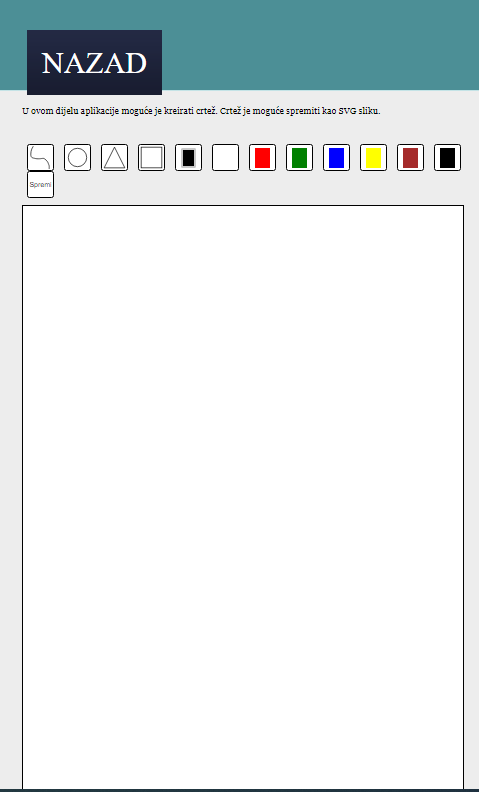 NAZAD
U ovom dijelu aplikacije moguće je kreirati crtež. Crtež je moguće spremiti kao SVG sliku.
Spremi